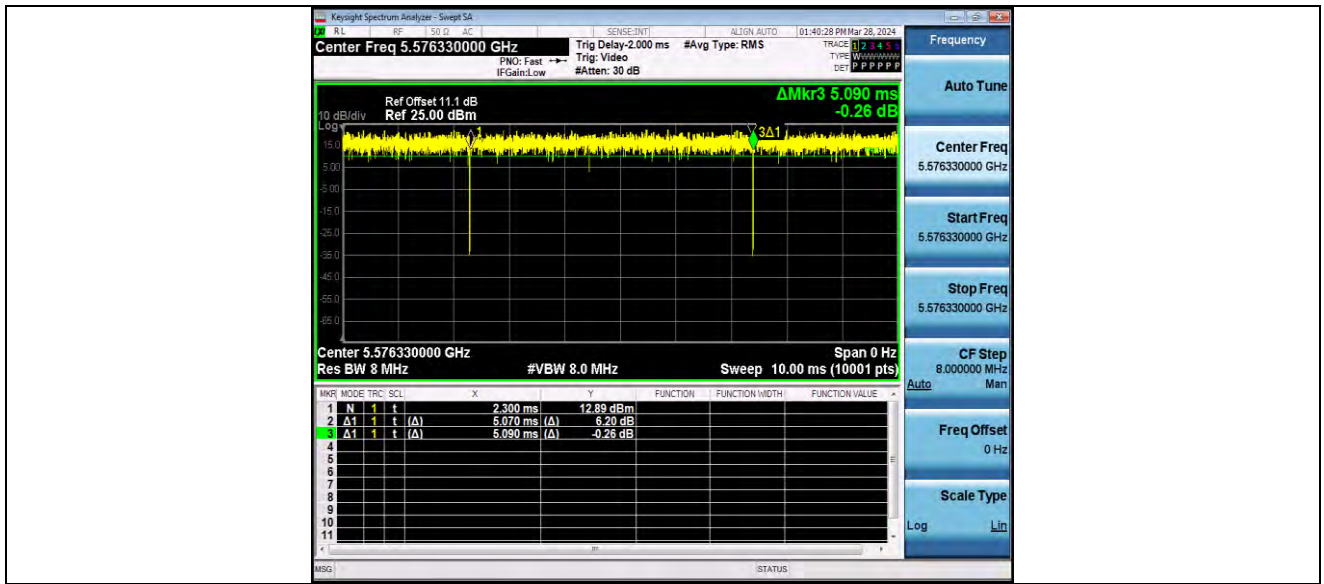 Keysight Spectrum Analyzer - Swept SA
RL RF 50 Ω AC SENSE:INT ALIGN AUTO 01:40:28 PM Mar 28, 2024
Center Freq 5.576330000 GHz
PNO: Fast
IFGain:Low
Trig Delay-2.000 ms
Trig: Video
#Atten: 30 dB
#Avg Type: RMS
TRACE 1 2 3 4 5 6
TYPE W
DET P P P P P P
Frequency
Auto Tune
Center Freq
5.576330000 GHz
Start Freq
5.576330000 GHz
Stop Freq
5.576330000 GHz
CF Step
8.000000 MHz
Auto Man
Freq Offset
0 Hz
Scale Type
Log Lin
ΔMkr3 5.090 ms
-0.26 dB
Ref Offset 11.1 dB
10 dB/div Ref 25.00 dBm
Log
1
3Δ1
15.0
5.00
-5.00
-15.0
-25.0
-35.0
-45.0
-55.0
-65.0
Center 5.576330000 GHz Span 0 Hz
Res BW 8 MHz #VBW 8.0 MHz Sweep 10.00 ms (10001 pts)
MKR MODE TRC SCL X Y FUNCTION FUNCTION WIDTH FUNCTION VALUE
1 N 1 t 2.300 ms 12.89 dBm
2 Δ1 1 t (Δ) 5.070 ms (Δ) 6.20 dB
3 Δ1 1 t (Δ) 5.090 ms (Δ) -0.26 dB
4
5
6
7
8
9
10
11
MSG STATUS